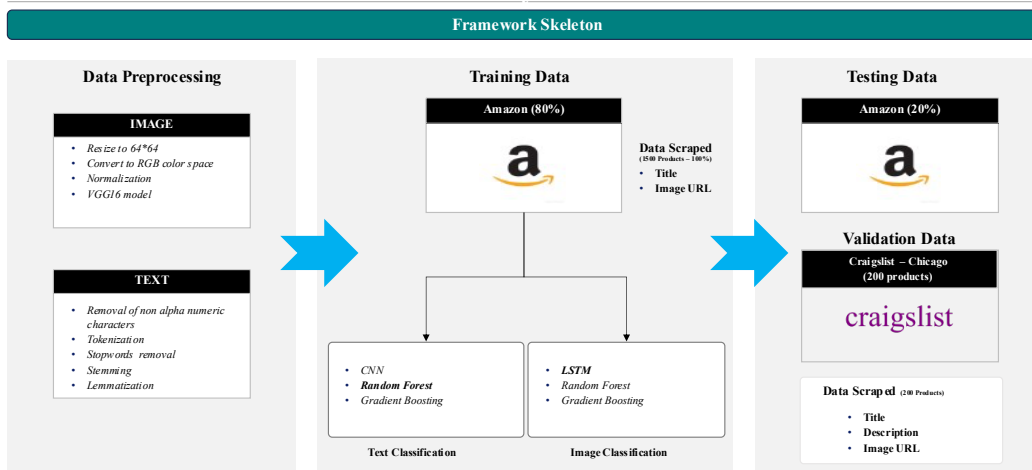 Framework Skeleton
Data Preprocessing
IMAGE
• Resize to 64*64
• Convert to RGB color space
• Normalization
• VGG16 model
TEXT
• Removal of non alpha numeric
characters
• Tokenization
• Stopwords removal
• Stemming
• Lemmatization
Training Data
Amazon (80%)
a
Data Scraped
(1500 Products – 100%)
• Title
• Image URL
• CNN
• Random Forest
• Gradient Boosting
Text Classification
• LSTM
• Random Forest
• Gradient Boosting
Image Classification
Testing Data
Amazon (20%)
a
Validation Data
Craigslist – Chicago
(200 products)
craigslist
Data Scraped (200 Products)
• Title
• Description
• Image URL